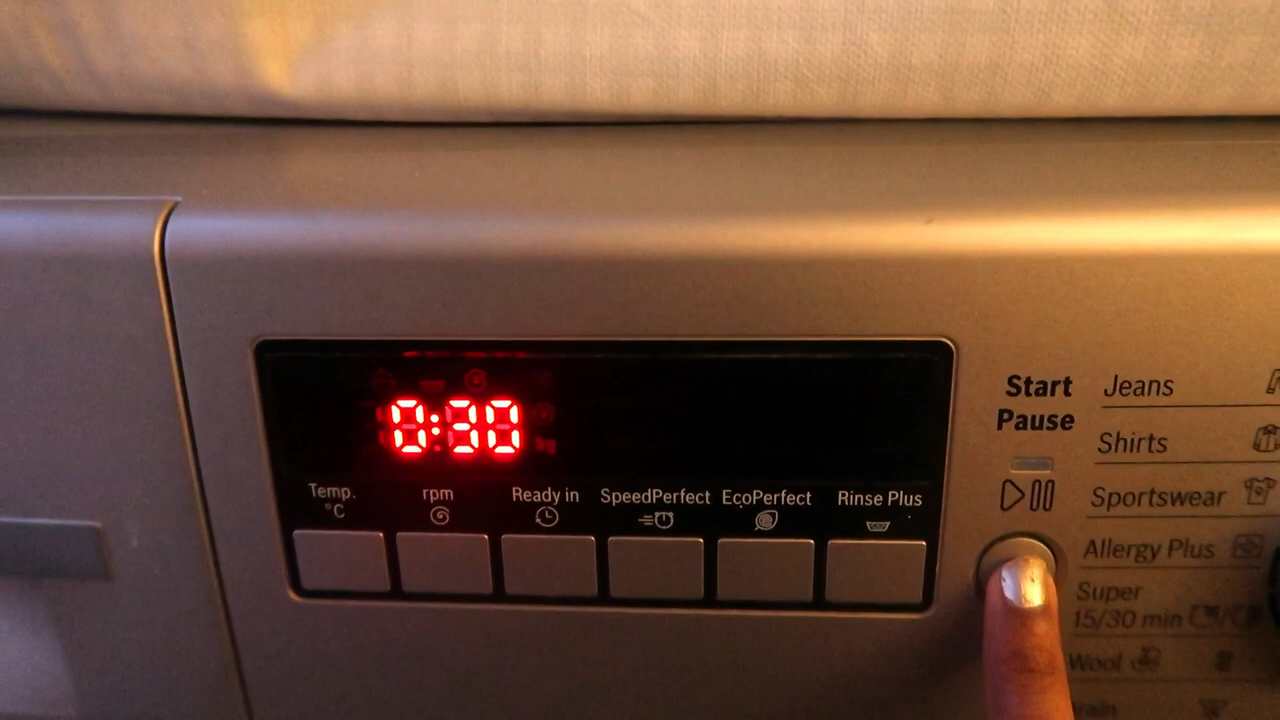 0:30
Temp.
°C
rpm
Ready in
SpeedPerfect
EcoPerfect
Rinse Plus
Start
Pause
Jeans
Shirts
Sportswear
Allergy Plus
Super
15/30 min
Wool